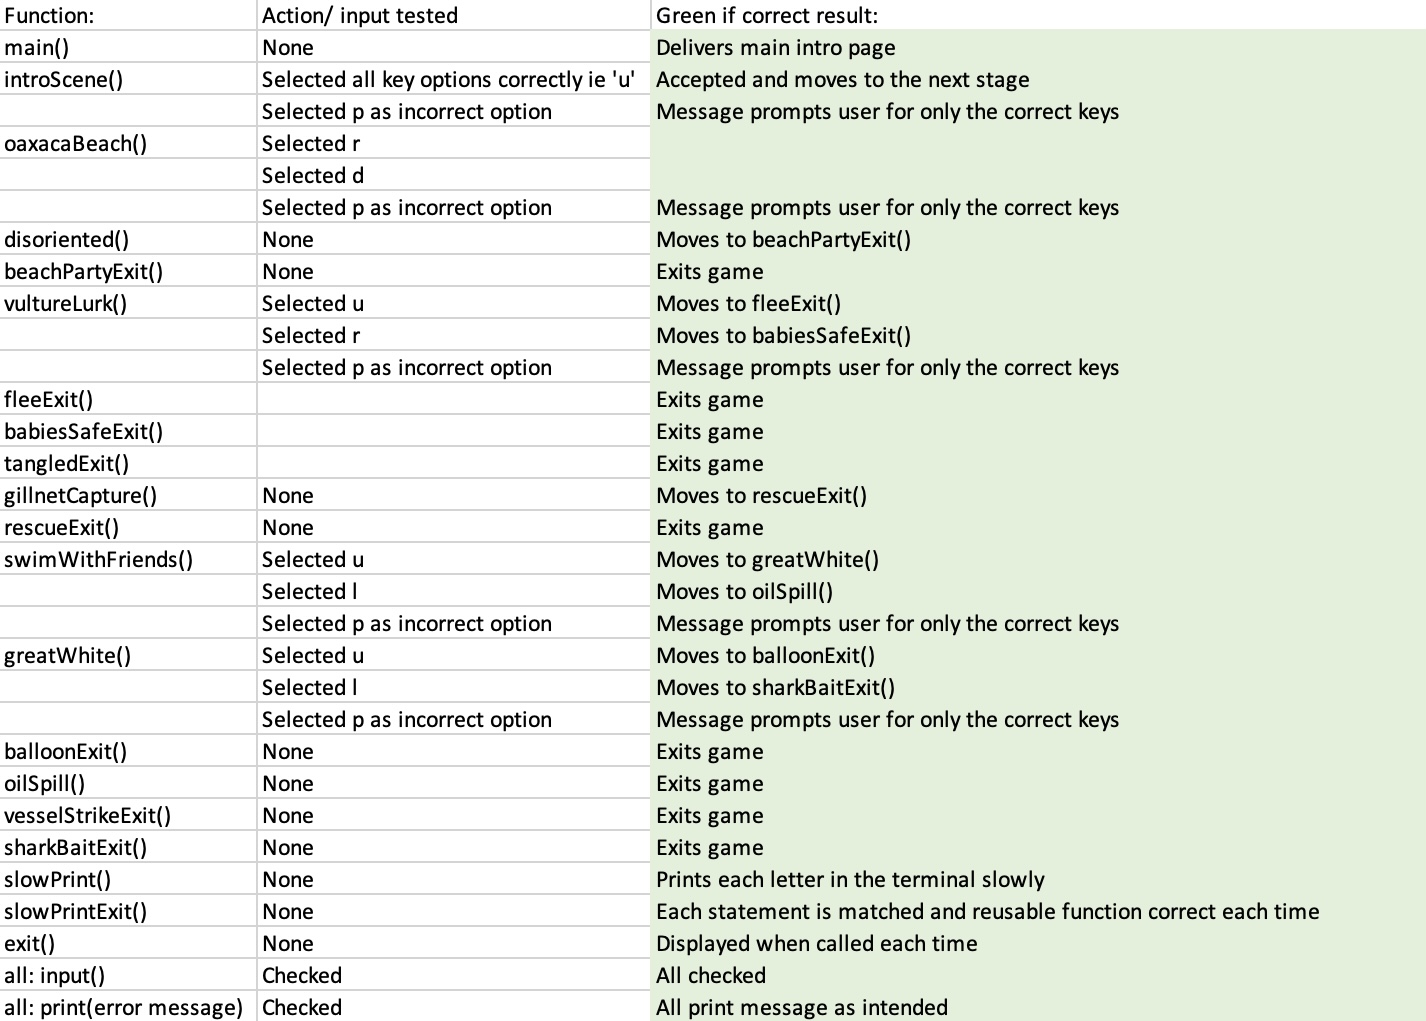 Function: Action/ input tested Green if correct result:
main() None Delivers main intro page
introScene() Selected all key options correctly ie 'u' Accepted and moves to the next stage
Selected p as incorrect option Message prompts user for only the correct keys
oaxacaBeach() Selected r
Selected d
Selected p as incorrect option Message prompts user for only the correct keys
disoriented() None Moves to beachPartyExit()
beachPartyExit() None Exits game
vultureLurk() Selected u Moves to fleeExit()
Selected r Moves to babiesSafeExit()
Selected p as incorrect option Message prompts user for only the correct keys
fleeExit() Exits game
babiesSafeExit() Exits game
tangledExit() Exits game
gillnetCapture() None Moves to rescueExit()
rescueExit() None Exits game
swimWithFriends() Selected u Moves to greatWhite()
Selected l Moves to oilSpill()
Selected p as incorrect option Message prompts user for only the correct keys
greatWhite() Selected u Moves to balloonExit()
Selected l Moves to sharkBaitExit()
Selected p as incorrect option Message prompts user for only the correct keys
balloonExit() None Exits game
oilSpill() None Exits game
vesselStrikeExit() None Exits game
sharkBaitExit() None Exits game
slowPrint() None Prints each letter in the terminal slowly
slowPrintExit() None Each statement is matched and reusable function correct each time
exit() None Displayed when called each time
all: input() Checked All checked
all: print(error message) Checked All print message as intended